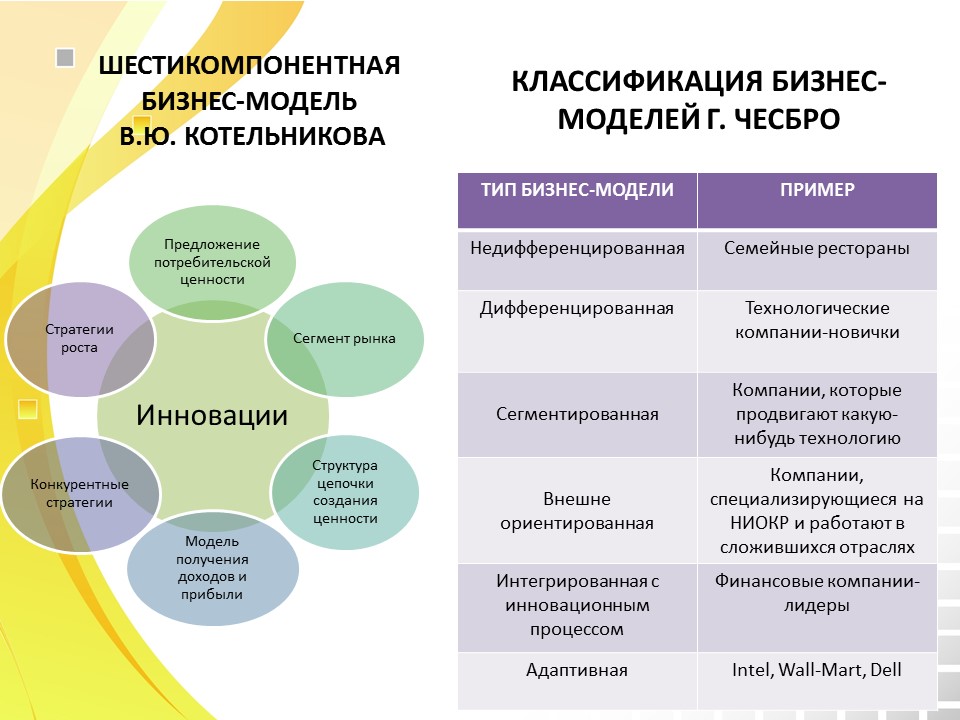 ШЕСТИКОМПОНЕНТНАЯ
БИЗНЕС-МОДЕЛЬ
В.Ю. КОТЕЛЬНИКОВА
Предложение
потребительской
ценности
Сегмент рынка
Структура
цепочки
создания
ценности
Модель
получения
доходов и
прибыли
Конкурентные
стратегии
Стратегии
роста
Инновации
КЛАССИФИКАЦИЯ БИЗНЕС-
МОДЕЛЕЙ Г. ЧЕСБРО
ТИП БИЗНЕС-МОДЕЛИ
ПРИМЕР
Недифференцированная
Семейные рестораны
Дифференцированная
Технологические
компании-новички
Сегментированная
Компании, которые
продвигают какую-
нибудь технологию
Внешне
ориентированная
Компании,
специализирующиеся на
НИОКР и работают в
сложившихся отраслях
Интегрированная с
инновационным
процессом
Финансовые компании-
лидеры
Адаптивная
Intel, Wall-Mart, Dell